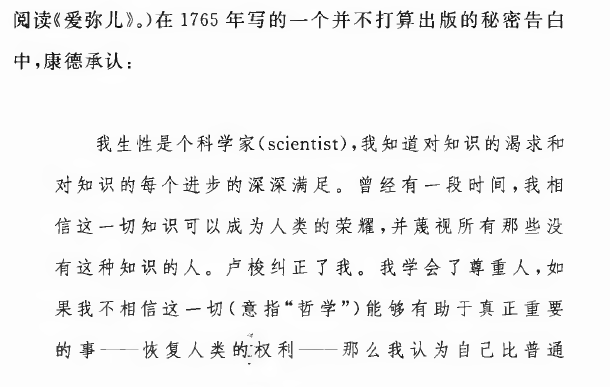 阅读《爱弥儿》。)在 1765 年写的一个并不打算出版的秘密告白
中,康德承认:
我生性是个科学家(scientist),我知道对知识的渴求和
对知识的每个进步的深深满足。曾经有一段时间,我相
信这一切知识可以成为人类的荣耀,并蔑视所有那些没
有这种知识的人。卢梭纠正了我。我学会了尊重人,如
果我不相信这一切(意指“哲学”)能够有助于真正重要
的事——恢复人类的权利——那么我认为自己比普通